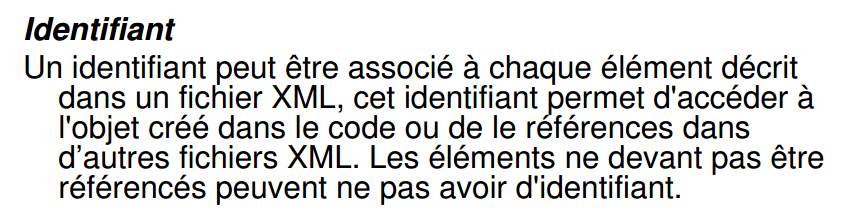 Identifiant
Un identifiant peut être associé à chaque élément décrit
dans un fichier XML, cet identifiant permet d'accéder à
l'objet créé dans le code ou de le références dans
d’autres fichiers XML. Les éléments ne devant pas être
référencés peuvent ne pas avoir d'identifiant.